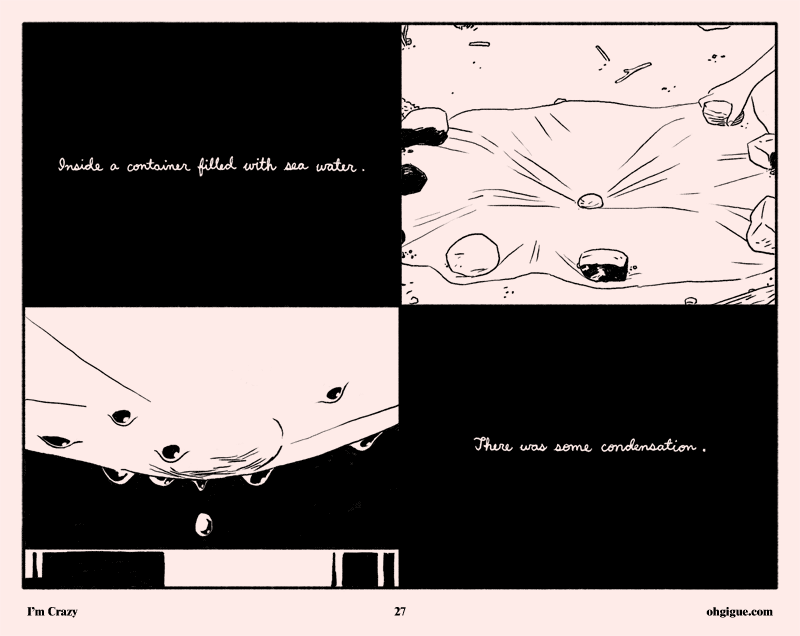 Inside a container filled with sea water.
There was some condensation.
I'm Crazy
27
ohgigue.com